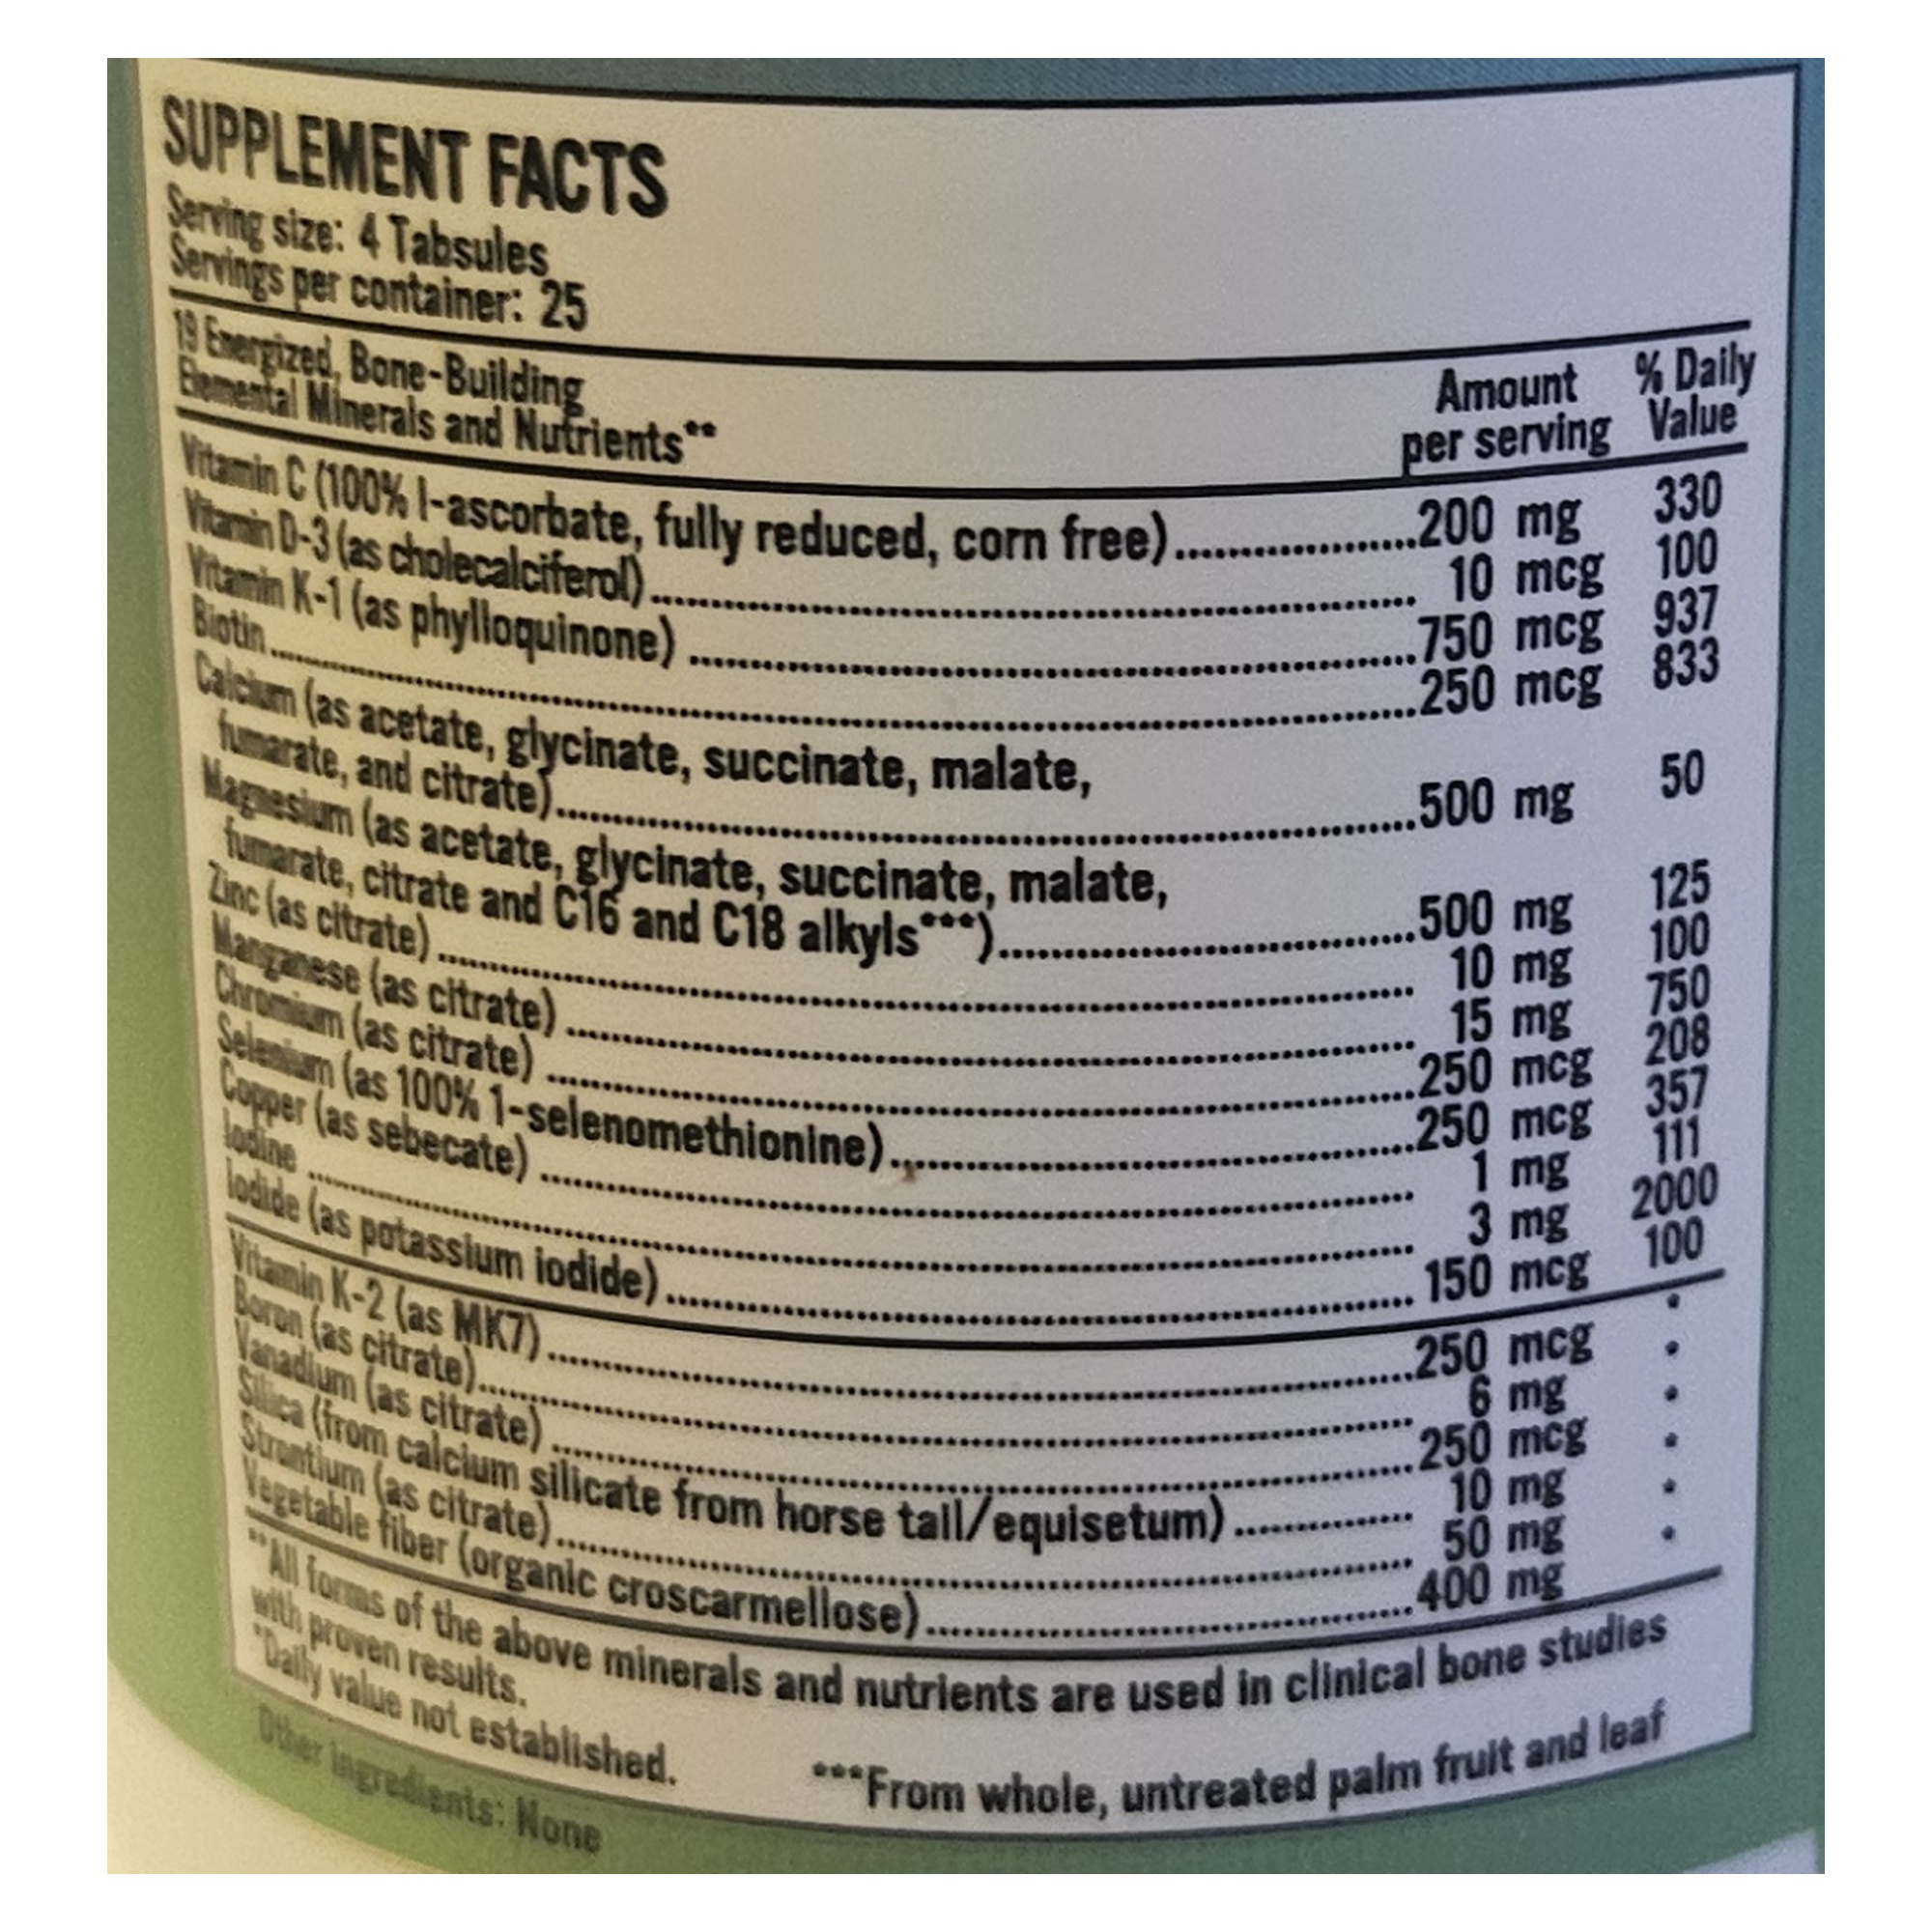 SUPPLEMENT FACTS
Serving size: 4 Tabsules
Servings per container: 25
19 Energized, Bone-Building
Elemental Minerals and Nutrients**
Amount per serving
% Daily Value
Vitamin C (100% l-ascorbate, fully reduced, corn free)....................200 mg 330
Vitamin D-3 (as cholecalciferol)........ 10 mcg 100
Vitamin K-1 (as phylloquinone) ........750 mcg 937
Biotin........250 mcg 833
Calcium (as acetate, glycinate, succinate, malate,
fumarate, and citrate)........500 mg 50
Magnesium (as acetate, glycinate, succinate, malate,
fumarate, citrate and C16 and C18 alkyls***)........500 mg 125
Zinc (as citrate) ........ 10 mg 100
Manganese (as citrate) ........ 15 mg 750
Chromium (as citrate) ........250 mcg 208
Selenium (as 100% 1-selenomethionine)........250 mcg 357
Copper (as sebecate) ........ 1 mg 111
Iodine ........ 3 mg 2000
Iodide (as potassium iodide)........ 150 mcg 100
Vitamin K-2 (as MK7)........250 mcg *
Boron (as citrate)........ 6 mg *
Vanadium (as citrate) ........250 mcg *
Silica (from calcium silicate from horse tail/equisetum) ........ 10 mg *
Strontium (as citrate)........ 50 mg *
Vegetable fiber (organic croscarmellose)........400 mg *
**All forms of the above minerals and nutrients are used in clinical bone studies
with proven results.
*Daily value not established.
***From whole, untreated palm fruit and leaf
Other ingredients: None